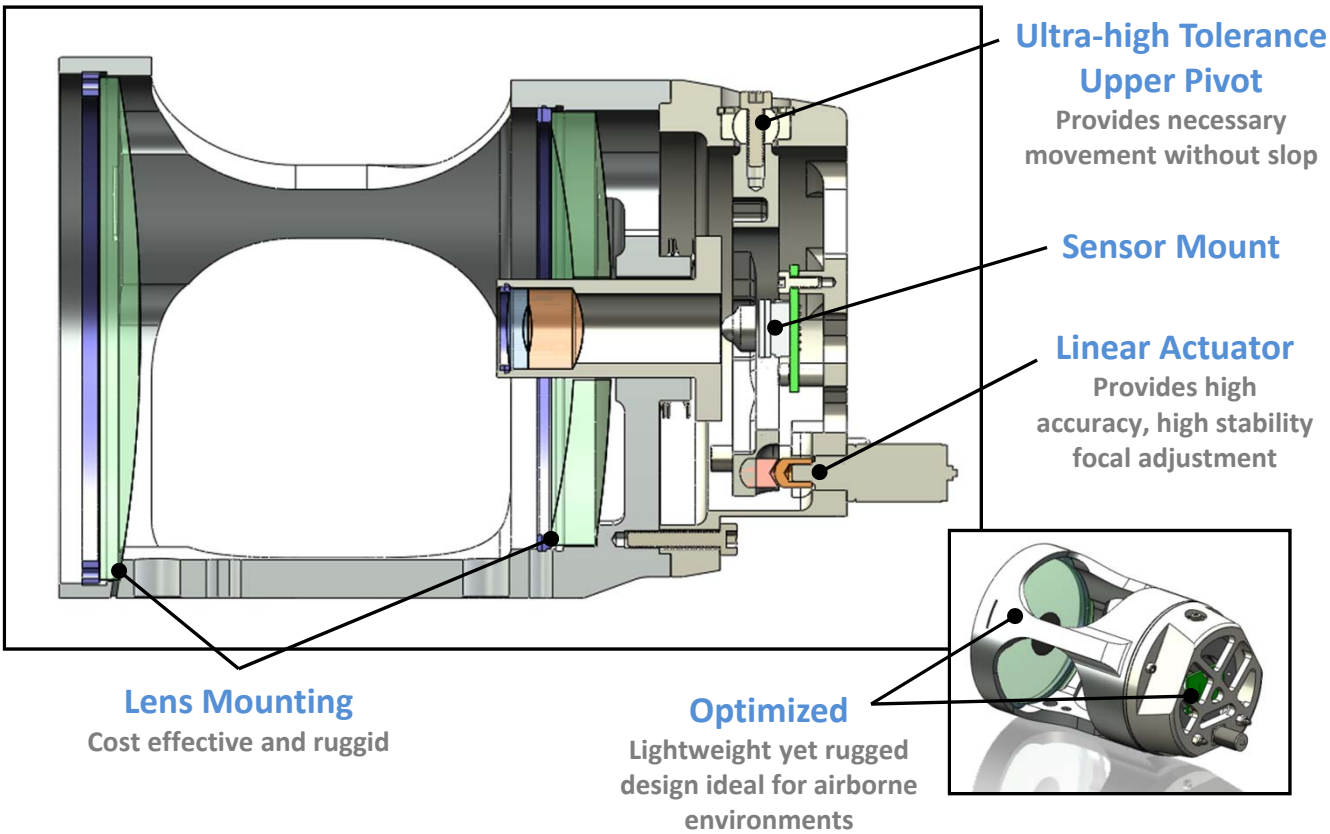 Ultra-high Tolerance
Upper Pivot
Provides necessary
movement without slop
Sensor Mount
Linear Actuator
Provides high
accuracy, high stability
focal adjustment
Lens Mounting
Cost effective and ruggid
Optimized
Lightweight yet rugged
design ideal for airborne
environments